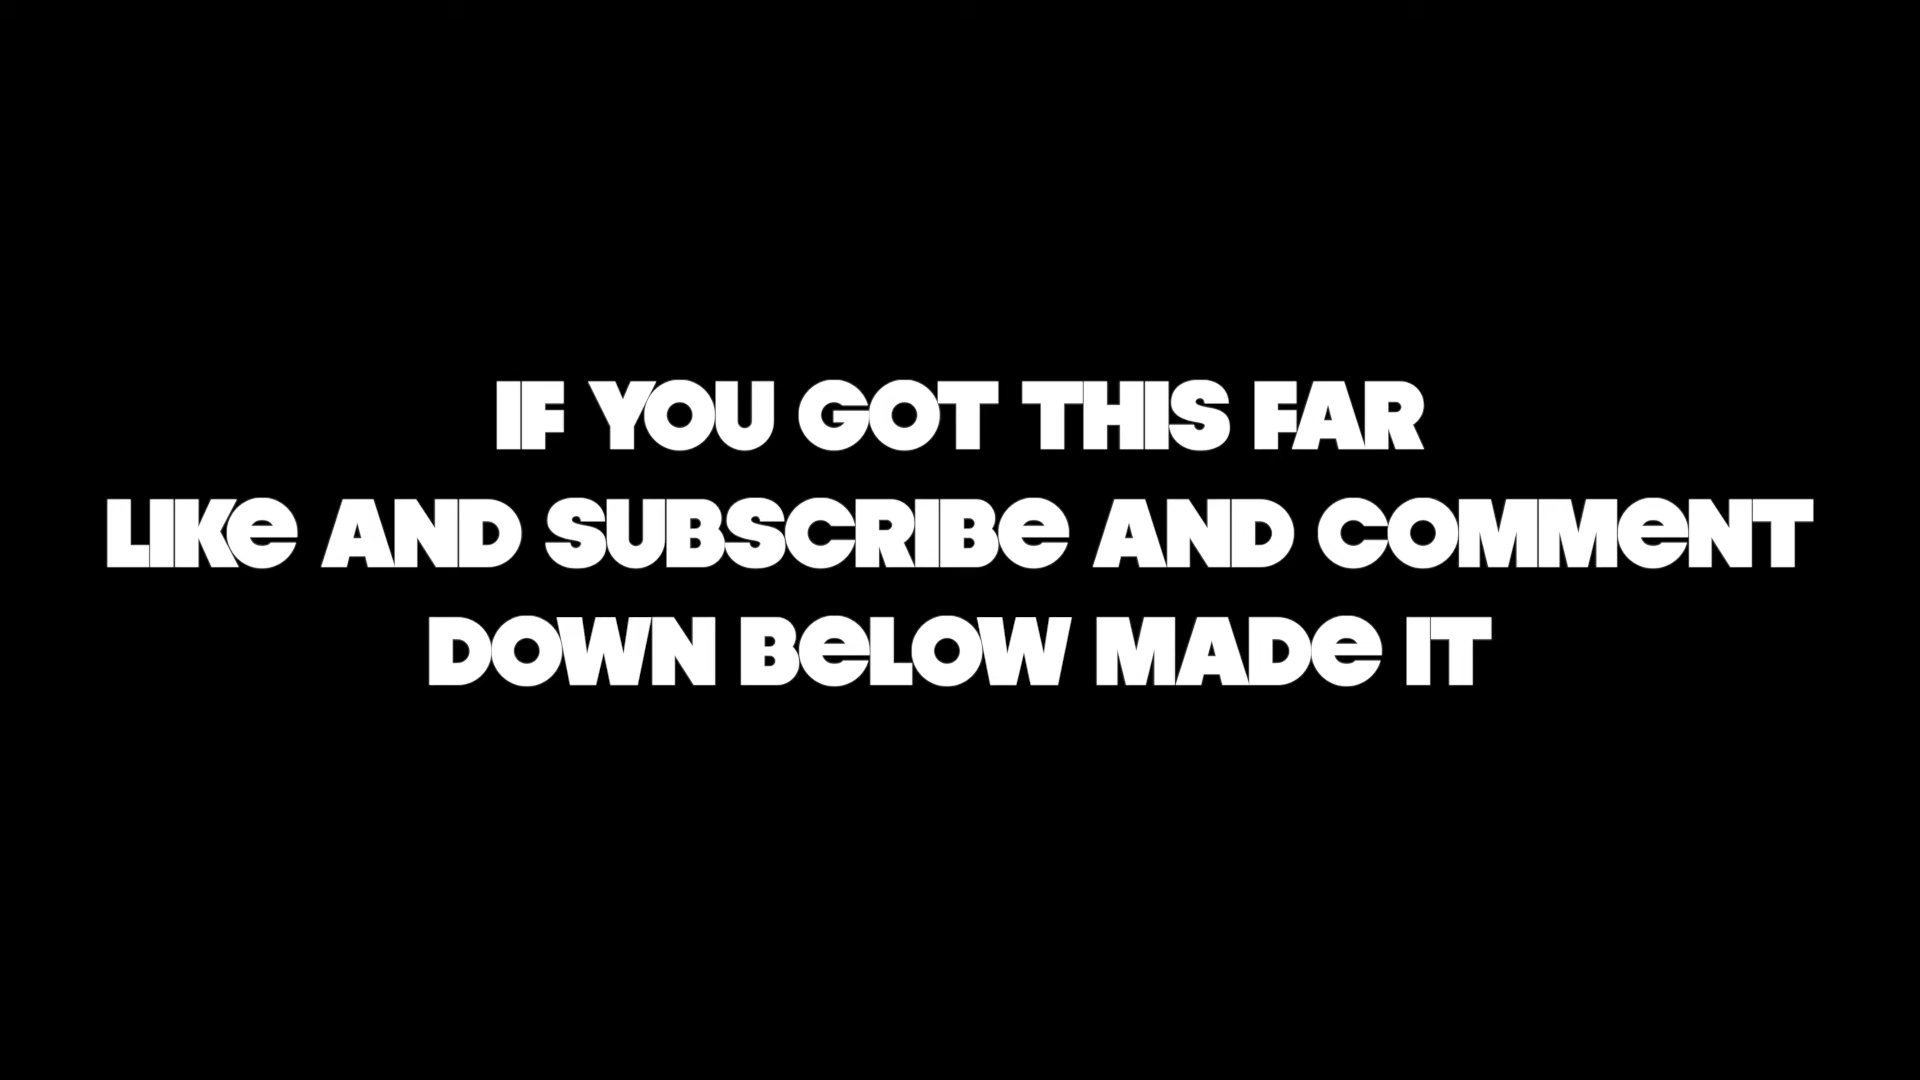 IF YOU GOT THIS FAR
LIKe AND SUBSCRIBe AND COMMeNT
DOWN BeLOW MADe IT